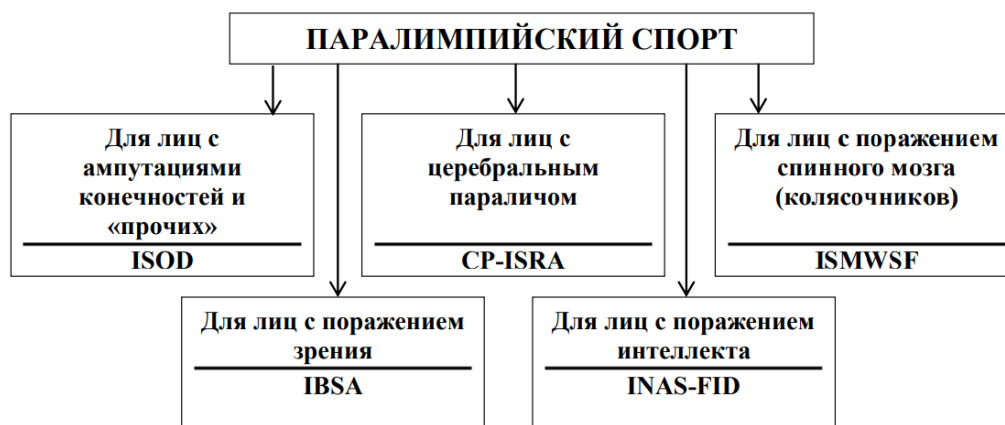 ПАРАЛИМПИЙСКИЙ СПОРТ
Для лиц с
ампутациями
конечностей и
«прочих»
ISOD
Для лиц с
церебральным
параличом
CP-ISRA
Для лиц с поражением
спинного мозга
(колясочников)
ISMWSF
Для лиц с поражением
зрения
IBSA
Для лиц с поражением
интеллекта
INAS-FID